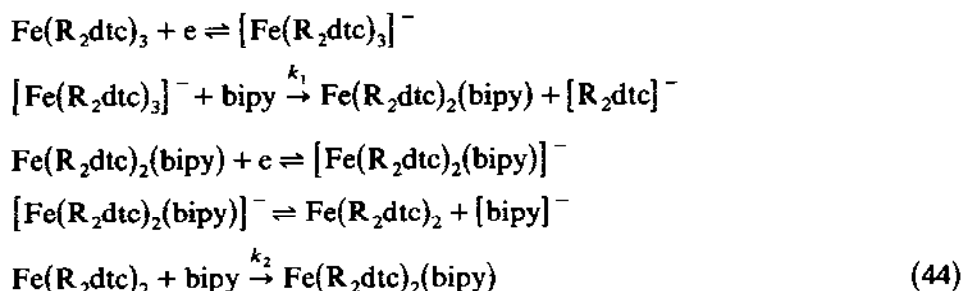 Fe(R₂dtc)₃ + e ⇌ [Fe(R₂dtc)₃]⁻
[Fe(R₂dtc)₃]⁻ + bipy →^{k₁} Fe(R₂dtc)₂(bipy) + [R₂dtc]⁻
Fe(R₂dtc)₂(bipy) + e ⇌ [Fe(R₂dtc)₂(bipy)]⁻
[Fe(R₂dtc)₂(bipy)]⁻ ⇌ Fe(R₂dtc)₂ + [bipy]⁻
Fe(R₂dtc)₂ + bipy →^{k₂} Fe(R₂dtc)₂(bipy) (44)